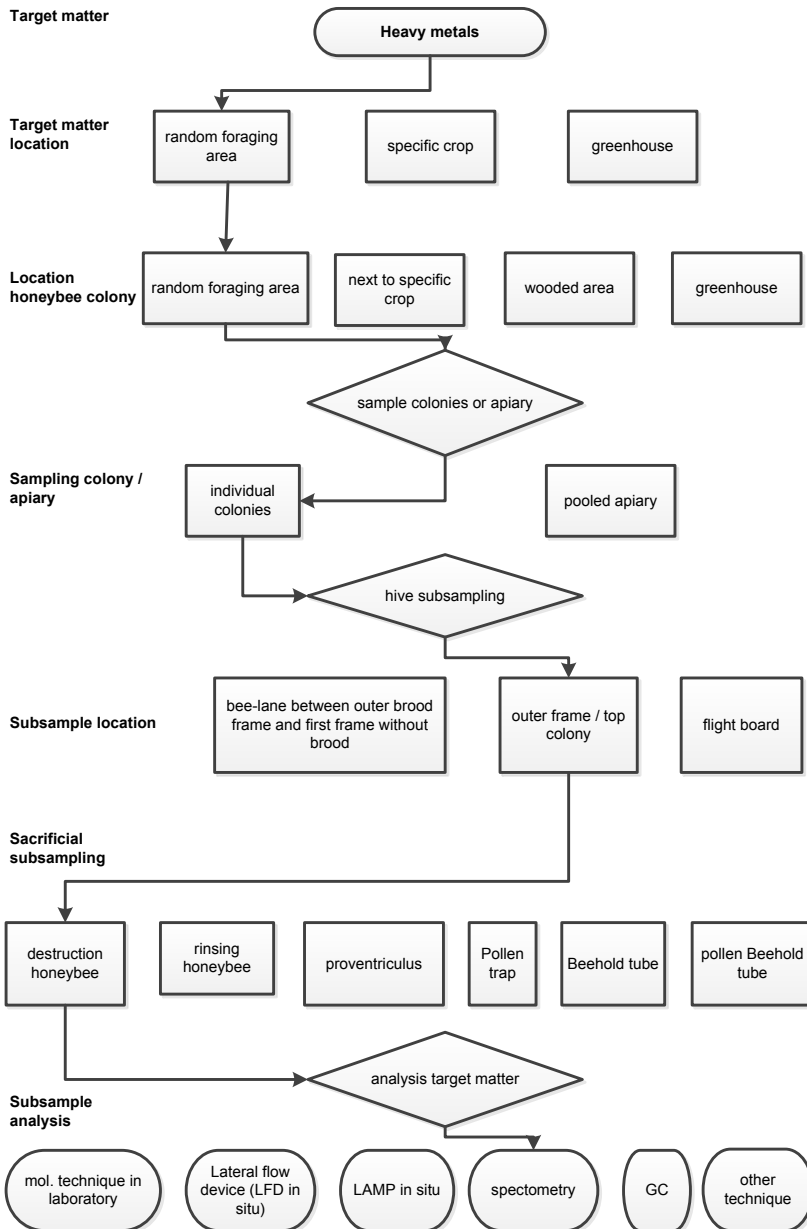 Target matter
Heavy metals
Target matter
location
random foraging
area
specific crop
greenhouse
Location
honeybee colony
random foraging area
next to specific
crop
wooded area
greenhouse
sample colonies or apiary
Sampling colony /
apiary
individual
colonies
pooled apiary
hive subsampling
Subsample location
bee-lane between outer brood
frame and first frame without
brood
outer frame / top
colony
flight board
Sacrificial
subsampling
destruction
honeybee
rinsing
honeybee
proventriculus
Pollen
trap
Beehold tube
pollen Beehold
tube
analysis target matter
Subsample
analysis
mol. technique in
laboratory
Lateral flow
device (LFD in
situ)
LAMP in situ
spectometry
GC
other
technique